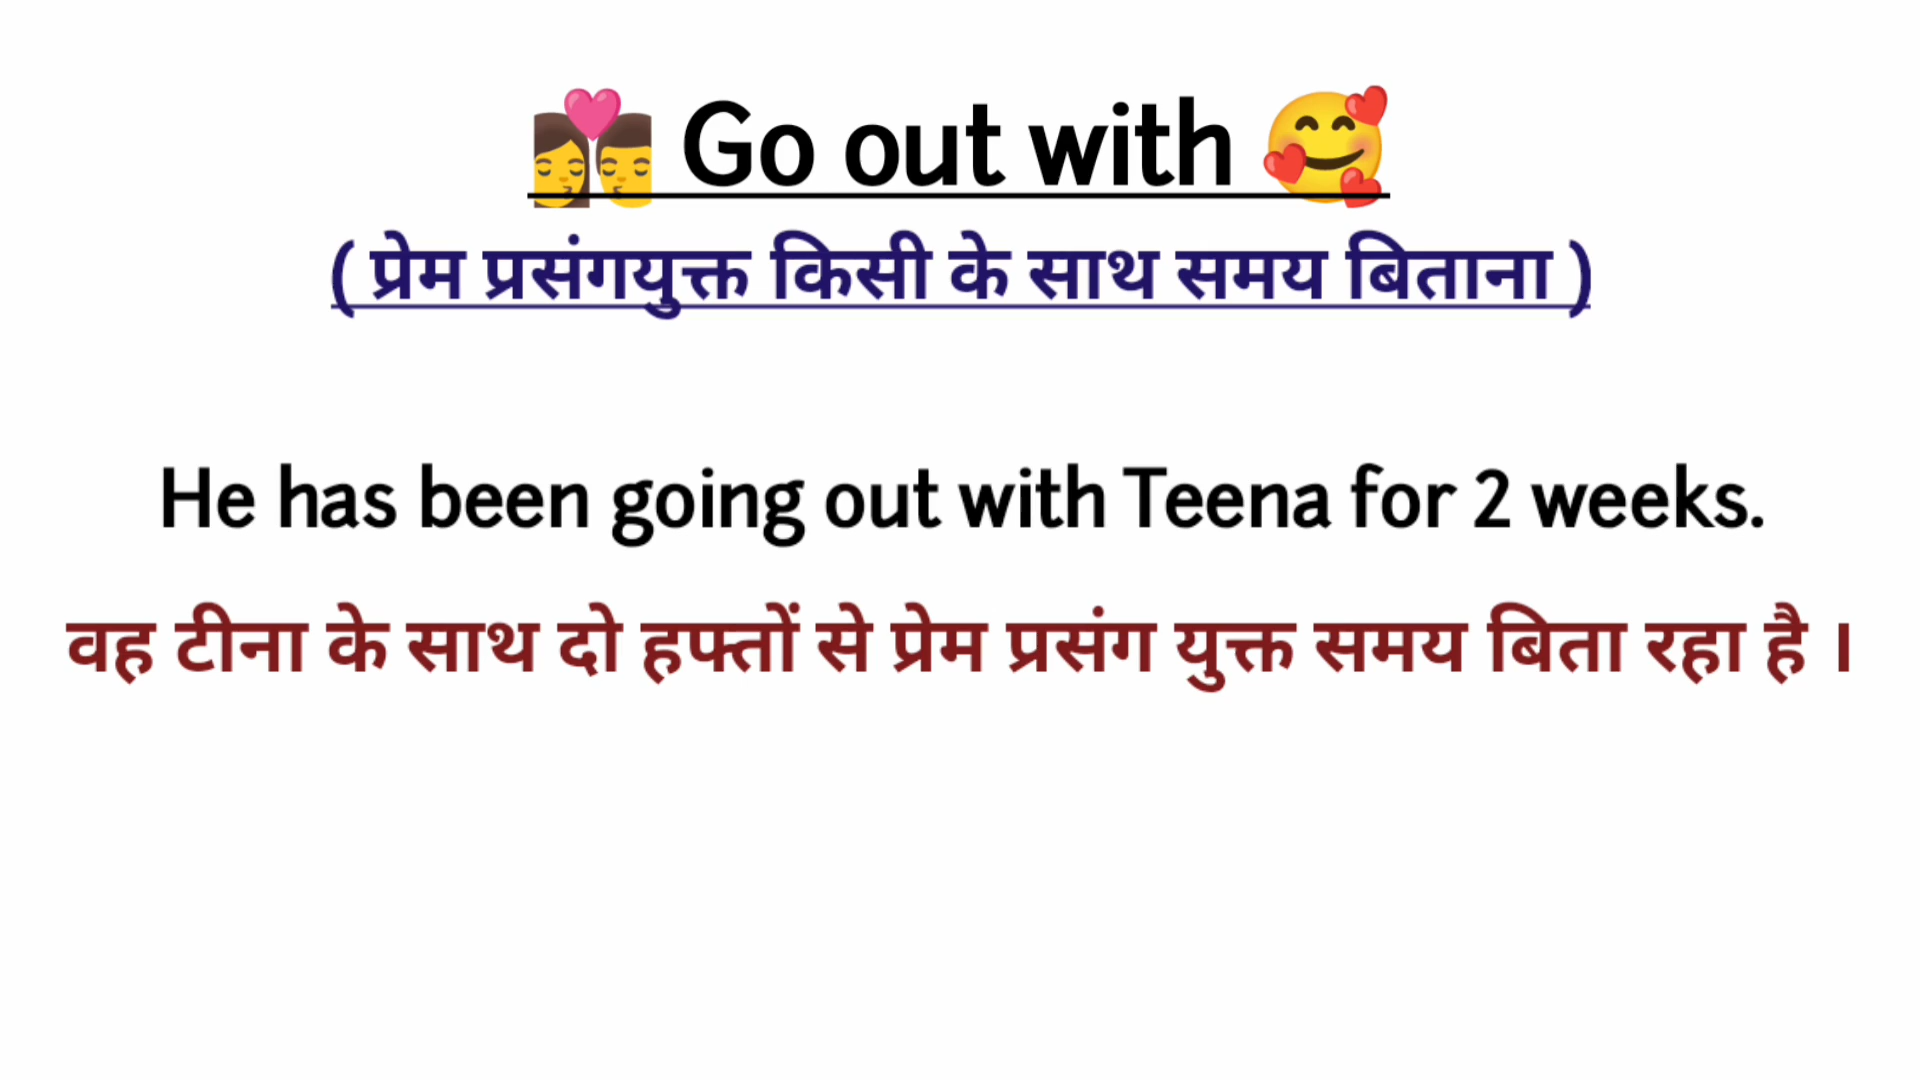 💏 Go out with 🥰
( प्रेम प्रसंगयुक्त किसी के साथ समय बिताना )
He has been going out with Teena for 2 weeks.
वह टीना के साथ दो हफ्तों से प्रेम प्रसंग युक्त समय बिता रहा है ।